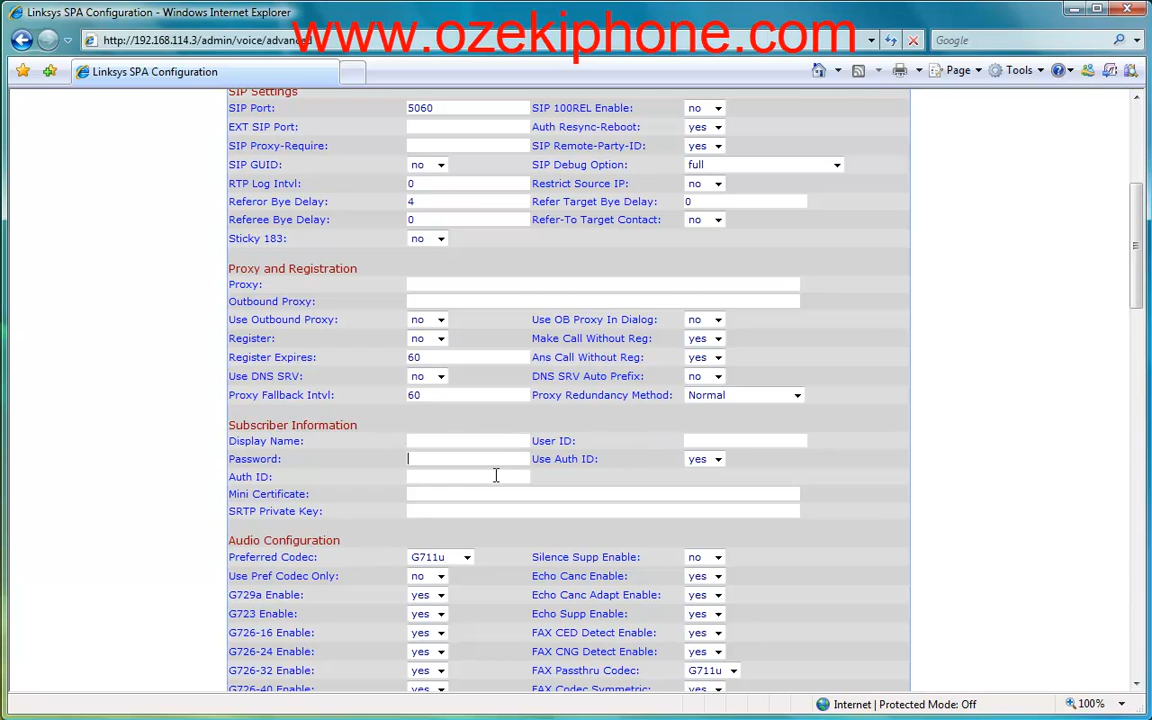 Linksys SPA Configuration - Windows Internet Explorer
www.ozekiphone.com
http://192.168.114.3/admin/voice/advanced
Google
Linksys SPA Configuration
Page
Tools
SIP Settings
SIP Port: 5060 SIP 100REL Enable: no
EXT SIP Port: Auth Resync-Reboot: yes
SIP Proxy-Require: SIP Remote-Party-ID: yes
SIP GUID: no SIP Debug Option: full
RTP Log Intvl: 0 Restrict Source IP: no
Referor Bye Delay: 4 Refer Target Bye Delay: 0
Referee Bye Delay: 0 Refer-To Target Contact: no
Sticky 183: no
Proxy and Registration
Proxy:
Outbound Proxy:
Use Outbound Proxy: no Use OB Proxy In Dialog: no
Register: no Make Call Without Reg: yes
Register Expires: 60 Ans Call Without Reg: yes
Use DNS SRV: no DNS SRV Auto Prefix: no
Proxy Fallback Intvl: 60 Proxy Redundancy Method: Normal
Subscriber Information
Display Name: User ID:
Password: Use Auth ID: yes
Auth ID:
Mini Certificate:
SRTP Private Key:
Audio Configuration
Preferred Codec: G711u Silence Supp Enable: no
Use Pref Codec Only: no Echo Canc Enable: yes
G729a Enable: yes Echo Canc Adapt Enable: yes
G723 Enable: yes Echo Supp Enable: yes
G726-16 Enable: yes FAX CED Detect Enable: yes
G726-24 Enable: yes FAX CNG Detect Enable: yes
G726-32 Enable: yes FAX Passthru Codec: G711u
G726-40 Enable: yes FAX Codec Symmetric: yes
Internet | Protected Mode: Off
100%